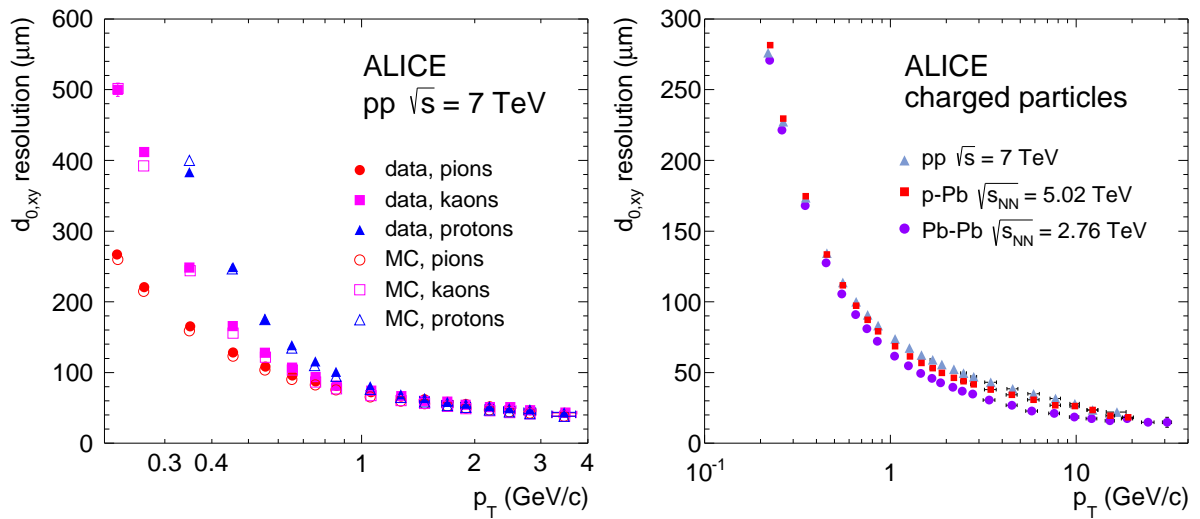 d0,xy resolution (μm)
600
500
400
300
200
100
0
ALICE
pp √s = 7 TeV
data, pions
data, kaons
data, protons
MC, pions
MC, kaons
MC, protons
0.3 0.4 1 2 3 4
pT (GeV/c)
d0,xy resolution (μm)
300
250
200
150
100
50
0
ALICE
charged particles
pp √s = 7 TeV
p-Pb √sNN = 5.02 TeV
Pb-Pb √sNN = 2.76 TeV
10-1 1 10
pT (GeV/c)